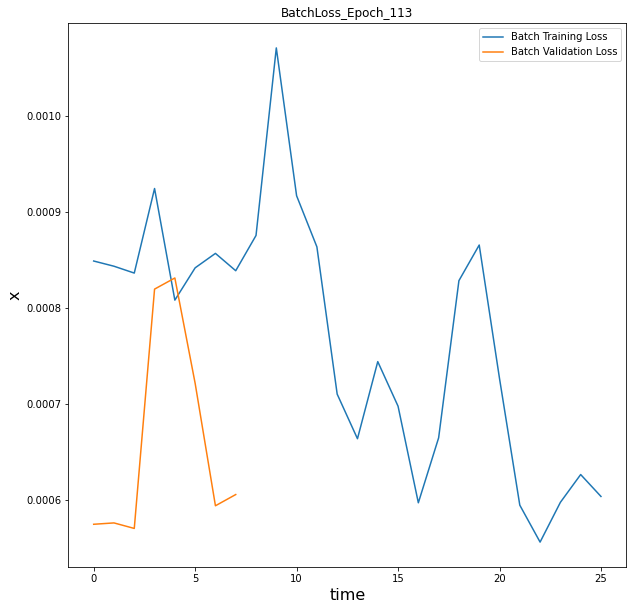 BatchLoss_Epoch_113
Batch Training Loss
Batch Validation Loss
0.0010
0.0009
0.0008
0.0007
0.0006
x
0 5 10 15 20 25
time